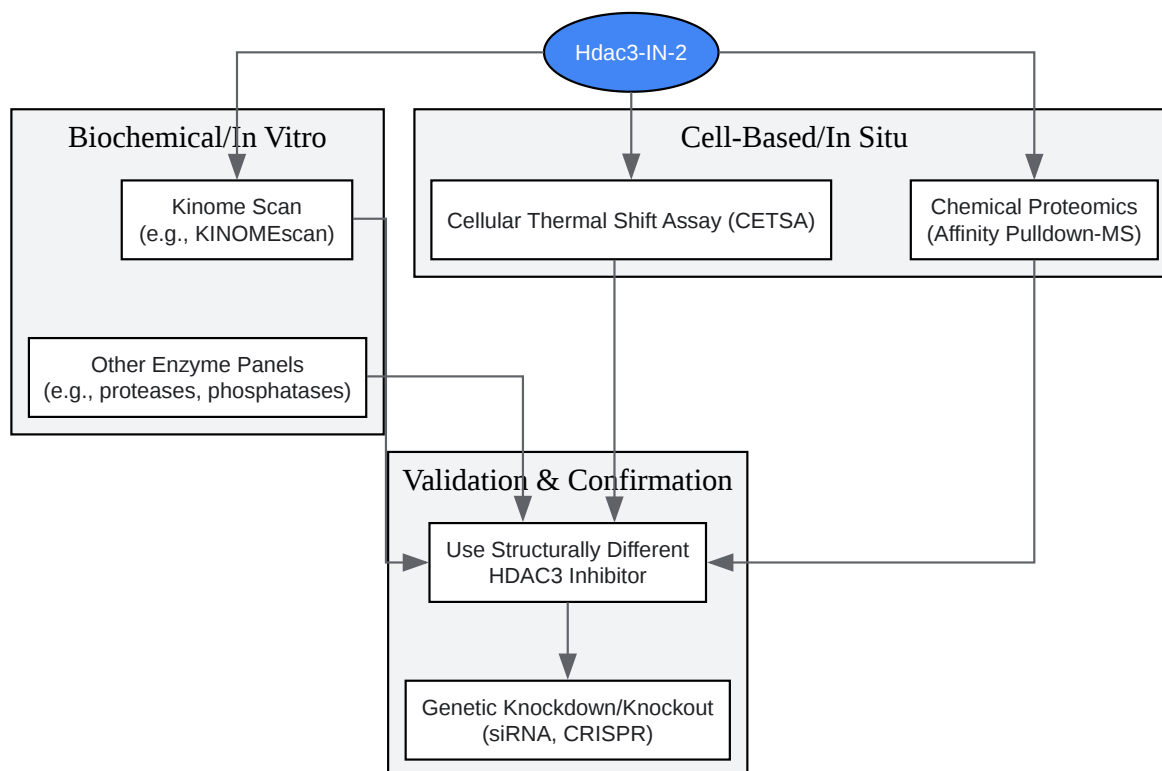 Hdac3-IN-2
Biochemical/In Vitro
Cell-Based/In Situ
Kinome Scan
(e.g., KINOMEscan)
Cellular Thermal Shift Assay (CETSA)
Chemical Proteomics
(Affinity Pulldown-MS)
Other Enzyme Panels
(e.g., proteases, phosphatases)
Validation & Confirmation
Use Structurally Different
HDAC3 Inhibitor
Genetic Knockdown/Knockout
(siRNA, CRISPR)